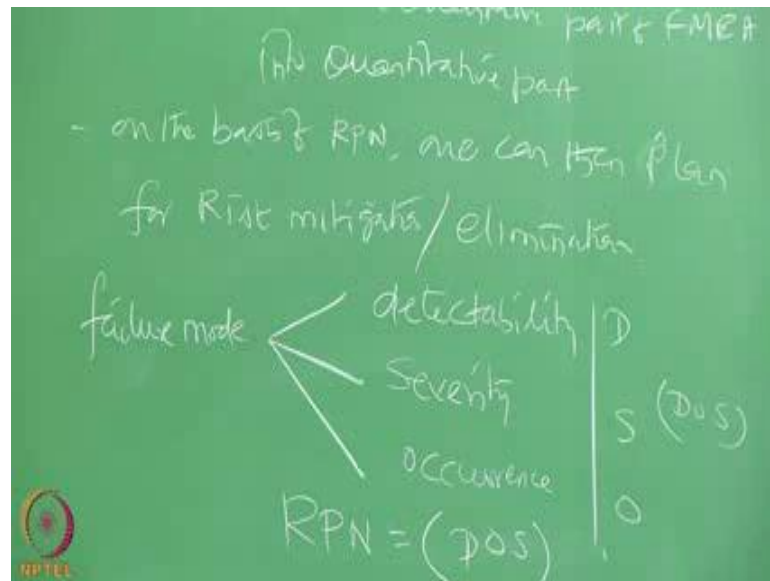 part of FMEA
into Quantitative part
- on the basis of RPN, one can then Plan
for Risk mitigation / elimination
failure mode
detectability D
Severity S (DOS)
occurrence O
RPN = (DOS)
NPTEL